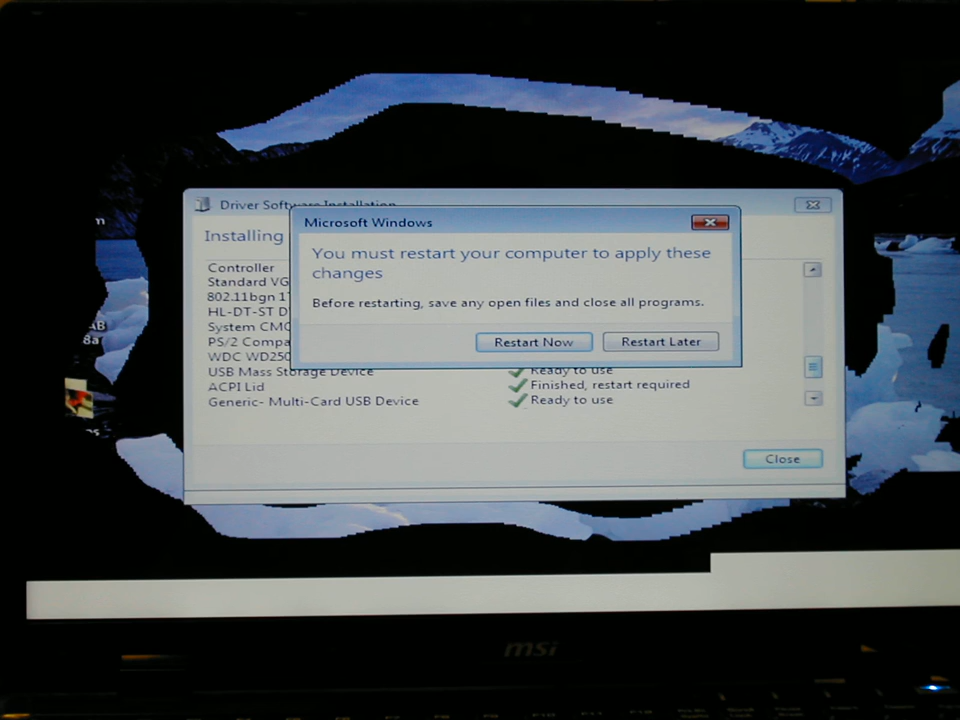 Driver Software Installation
Microsoft Windows
Installing
You must restart your computer to apply these
changes
Before restarting, save any open files and close all programs.
Restart Now
Restart Later
Controller
Standard VG
802.11bgn 1T
HL-DT-ST D
System CMO
PS/2 Compa
WDC WD250
USB Mass Storage Device
Ready to use
ACPI Lid
Finished, restart required
Generic- Multi-Card USB Device
Ready to use
Close
m
AB
8a
msi